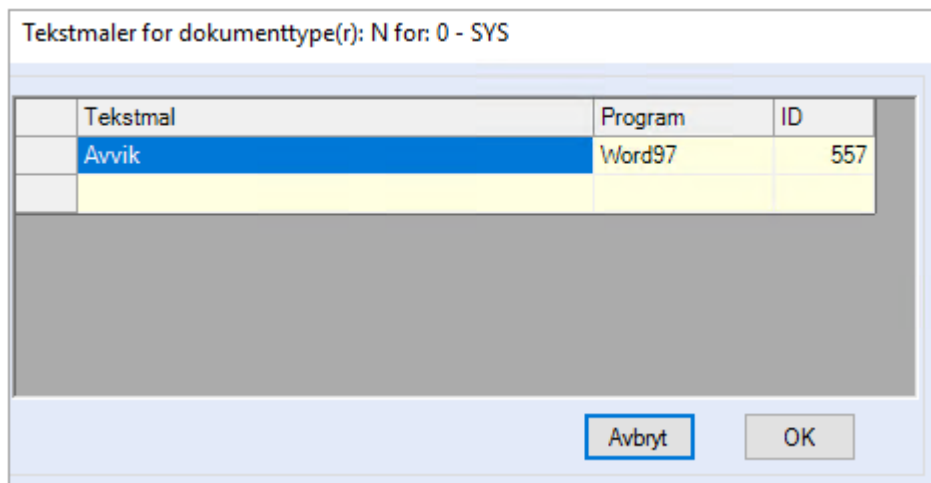 Tekstmaler for dokumenttype(r): N for: 0 - SYS
Tekstmal Program ID
Avvik Word97 557
Avbryt OK